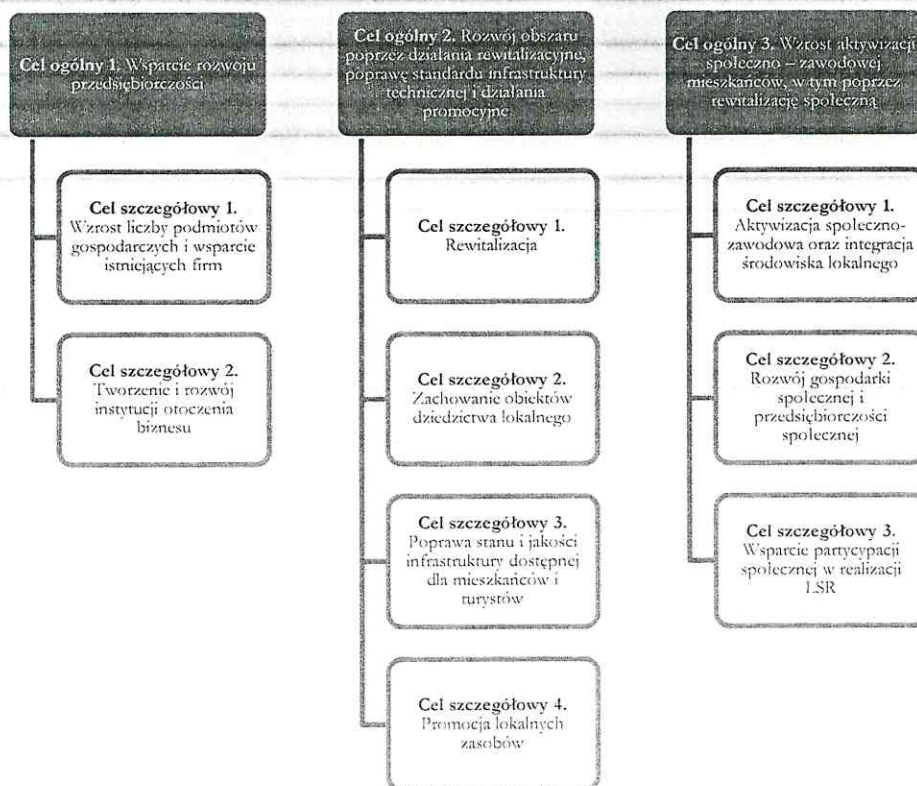 Cel ogólny 1. Wsparcie rozwoju
przedsiębiorczości
Cel szczegółowy 1.
Wzrost liczby podmiotów
gospodarczych i wsparcie
istniejących firm
Cel szczegółowy 2.
Tworzenie i rozwój
instytucji otoczenia
biznesu
Cel ogólny 2. Rozwój obszaru
poprzez działania rewitalizacyjne,
poprawę standardu infrastruktury
technicznej i działania
promocyjne
Cel szczegółowy 1.
Rewitalizacja
Cel szczegółowy 2.
Zachowanie obiektów
dziedzictwa lokalnego
Cel szczegółowy 3.
Poprawa stanu i jakości
infrastruktury dostępnej
dla mieszkańców i
turystów
Cel szczegółowy 4.
Promocja lokalnych
zasobów
Cel ogólny 3. Wzrost aktywizacji
społeczno – zawodowej
mieszkańców, w tym poprzez
rewitalizację społeczną
Cel szczegółowy 1.
Aktywizacja społeczno-
zawodowa oraz integracja
środowiska lokalnego
Cel szczegółowy 2.
Rozwój gospodarki
społecznej i
przedsiębiorczości
społecznej
Cel szczegółowy 3.
Wsparcie partycypacji
społecznej w realizacji
LSR